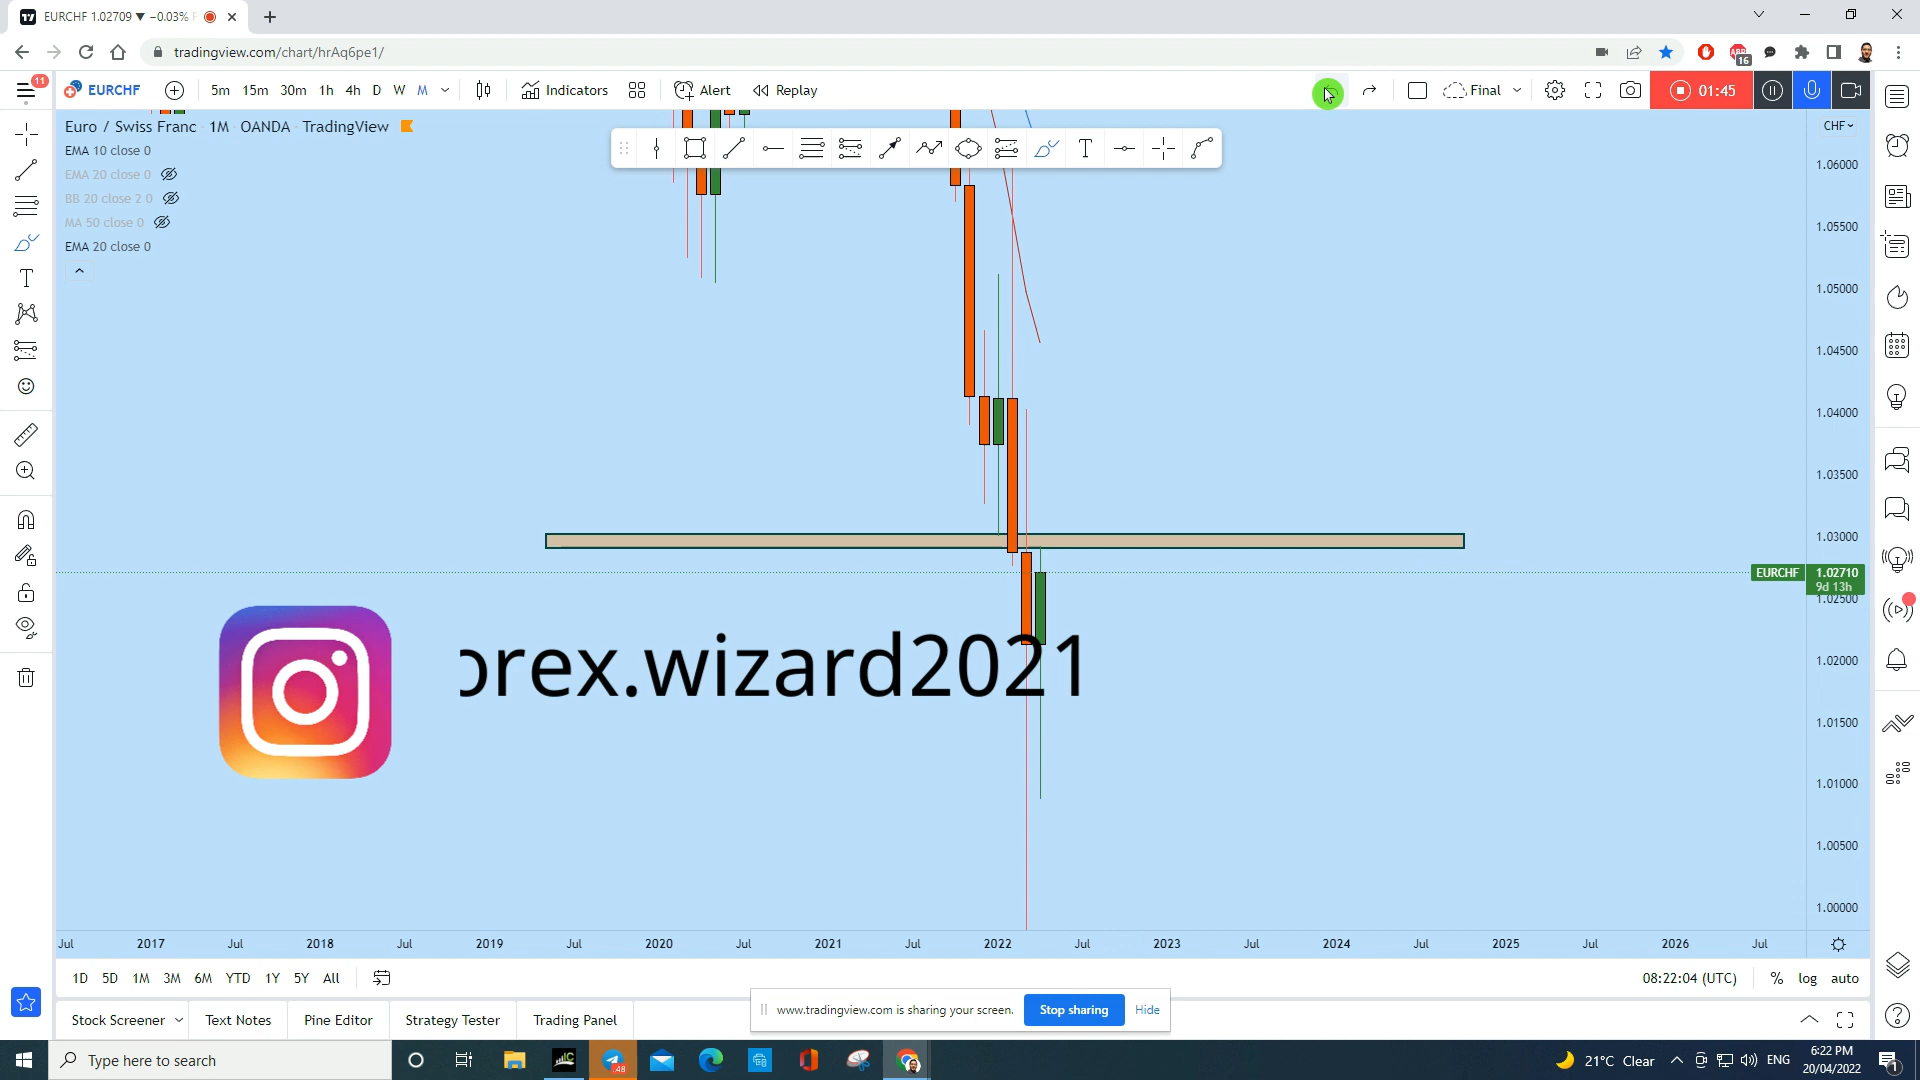 EURCHF 1.02709 ▼ −0.03%
tradingview.com/chart/hrAq6pe1/
16
11
EURCHF 5m 15m 30m 1h 4h D W M Indicators Alert Replay Final 01:45
Euro / Swiss Franc 1M OANDA TradingView
CHF
EMA 10 close 0
EMA 20 close 0
BB 20 close 2 0
MA 50 close 0
EMA 20 close 0
T
1.06000
1.05500
1.05000
1.04500
1.04000
1.03500
1.03000
EURCHF 1.02710
9d 13h
1.02500
1.02000
1.01500
1.01000
1.00500
1.00000
orex.wizard2021
Jul 2017 Jul 2018 Jul 2019 Jul 2020 Jul 2021 Jul 2022 Jul 2023 Jul 2024 Jul 2025 Jul 2026 Jul
1D 5D 1M 3M 6M YTD 1Y 5Y All 08:22:04 (UTC) % log auto
www.tradingview.com is sharing your screen. Stop sharing Hide
Stock Screener Text Notes Pine Editor Strategy Tester Trading Panel
Type here to search
48
21°C Clear ENG 6:22 PM
20/04/2022
1